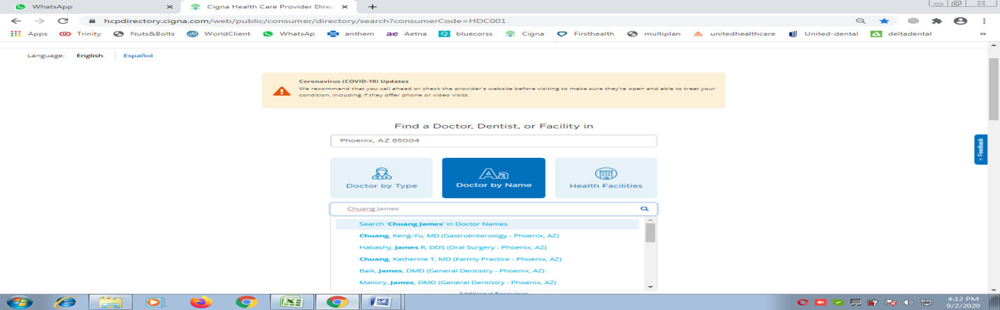 WhatsApp
Cigna Health Care Provider Direc
hcpdirectory.cigna.com/web/public/consumer/directory/search?consumerCode=HDC001
Apps Trinity Nuts&Bolts WorldClient WhatsAp anthem Aetna bluecorss Cigna Firsthealth multiplan unitedhealthcare United-dental deltadental »
Language: English Español
Coronavirus (COVID-19) Updates
We recommend that you call ahead or check the provider's website before visiting to make sure they're open and able to treat your
condition, including if they offer phone or video visits.
Find a Doctor, Dentist, or Facility in
Phoenix, AZ 85004
Feedback
Aa
Doctor by Type Doctor by Name Health Facilities
Chuang James
Search 'Chuang James' in Doctor Names
Chuang, Keng-Yu, MD (Gastroenterology - Phoenix, AZ)
Habashy, James R, DDS (Oral Surgery - Phoenix, AZ)
Chuang, Katherine T, MD (Family Practice - Phoenix, AZ)
Baik, James, DMD (General Dentistry - Phoenix, AZ)
Mallory, James, DMD (General Dentistry - Phoenix, AZ)
Additional Resources
4:12 PM
9/2/2020